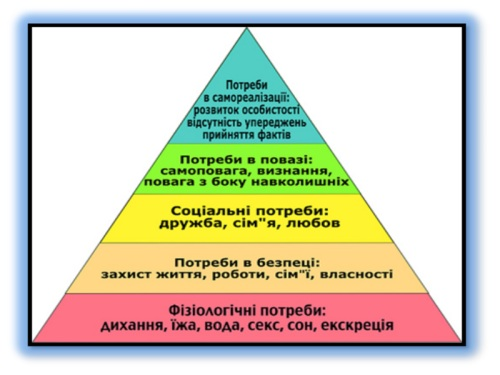 Потреби
в самореалізації:
розвиток особистості
відсутність упереджень
прийняття фактів
Потреби в повазі:
самоповага, визнання,
повага з боку навколишніх
Соціальні потреби:
дружба, сім"я, любов
Потреби в безпеці:
захист життя, роботи, сім"ї, власності
Фізіологічні потреби:
дихання, їжа, вода, секс, сон, екскреція